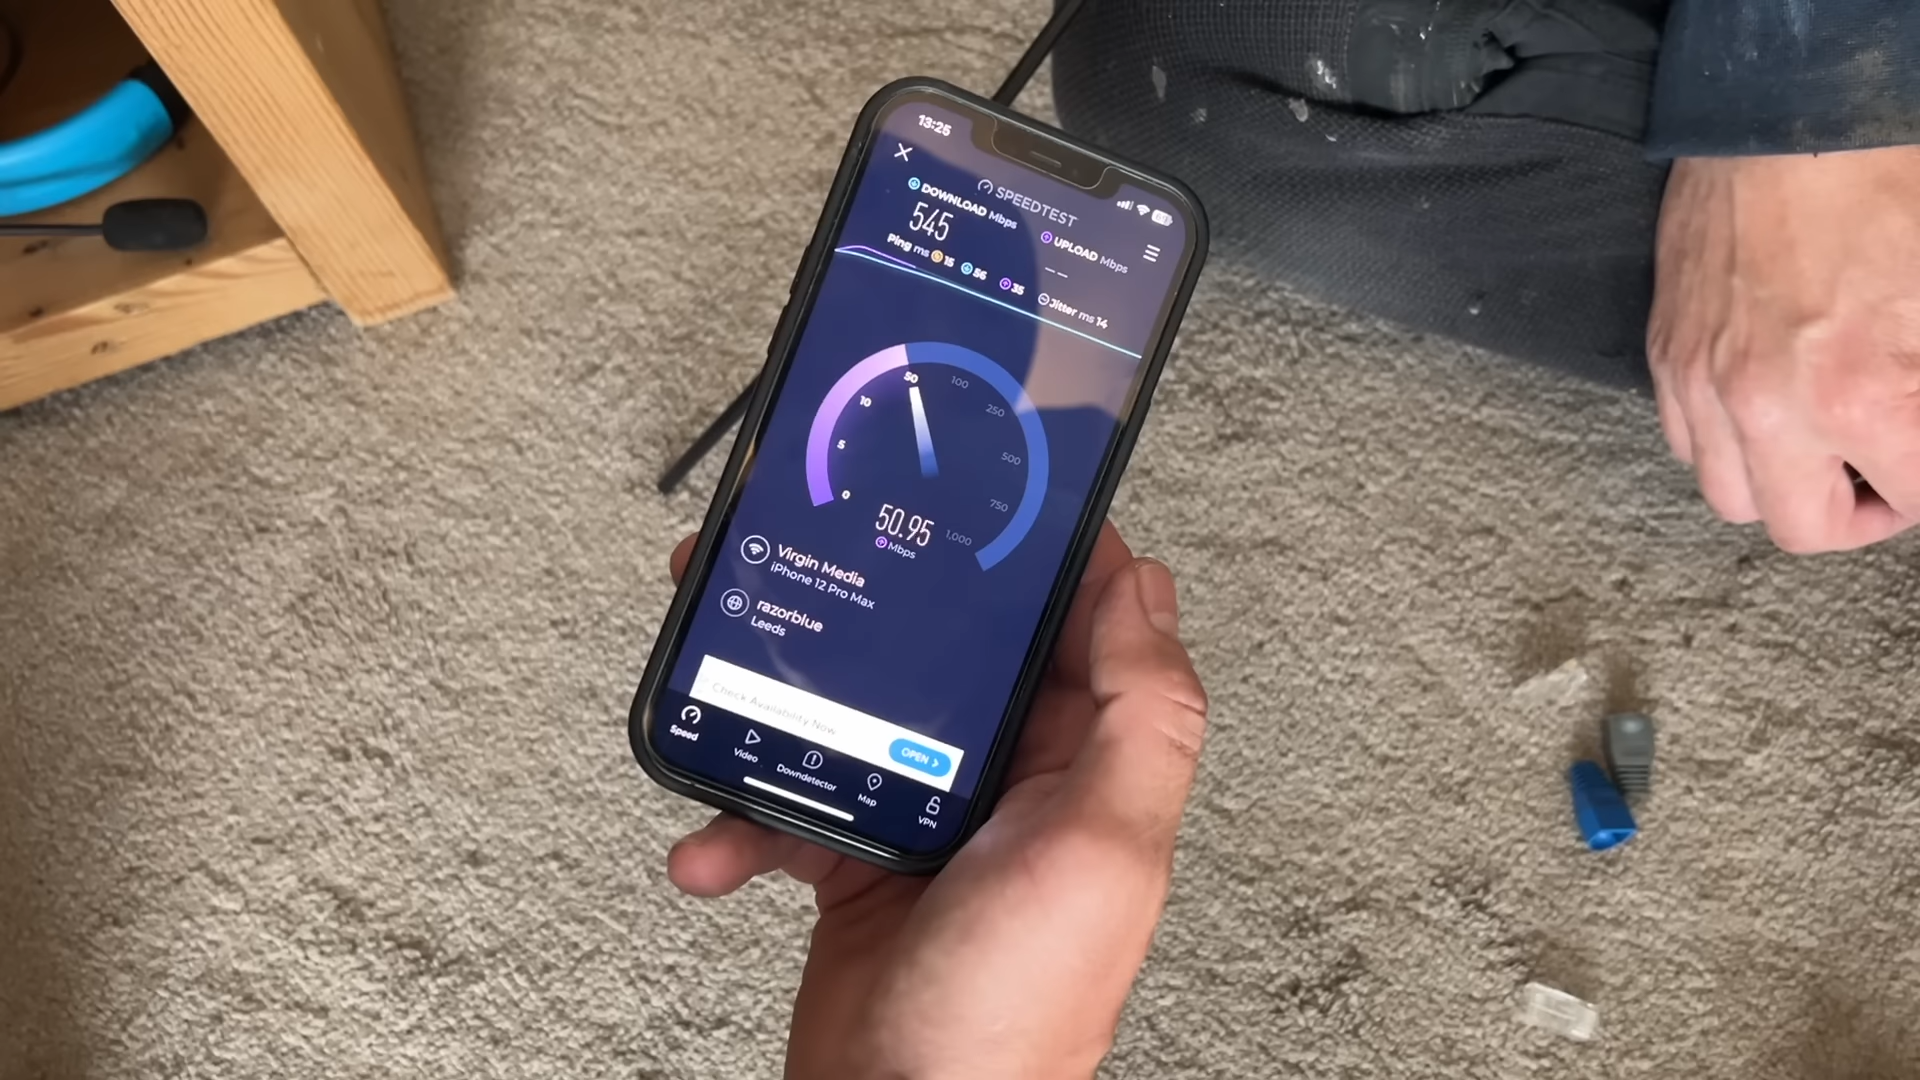 13:25
SPEEDTEST
DOWNLOAD Mbps
545
UPLOAD Mbps
— —
Ping ms 15 56 35 Jitter ms 14
0
5
10
50
100
250
500
750
1,000
50.95
Mbps
Virgin Media
iPhone 12 Pro Max
razorblue
Leeds
Check Availability Now
OPEN
Speed
Video
Downdetector
Map
VPN